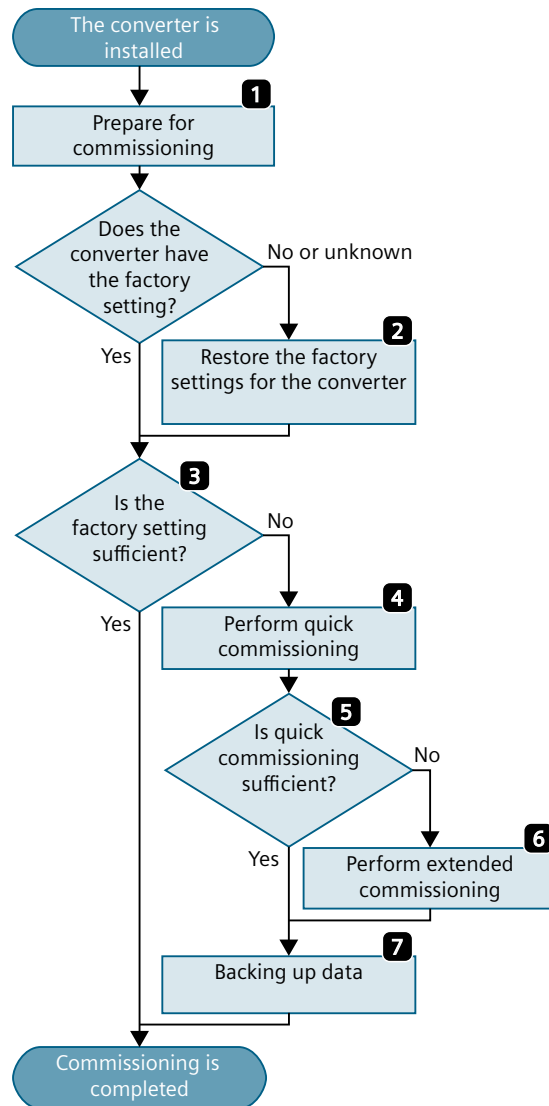 The converter is
installed
1
Prepare for
commissioning
Does the
converter have
the factory
setting?
No or unknown
Yes
2
Restore the factory
settings for the converter
3
Is the
factory setting
sufficient?
No
Yes
4
Perform quick
commissioning
5
Is quick
commissioning
sufficient?
No
Yes
6
Perform extended
commissioning
7
Backing up data
Commissioning is
completed